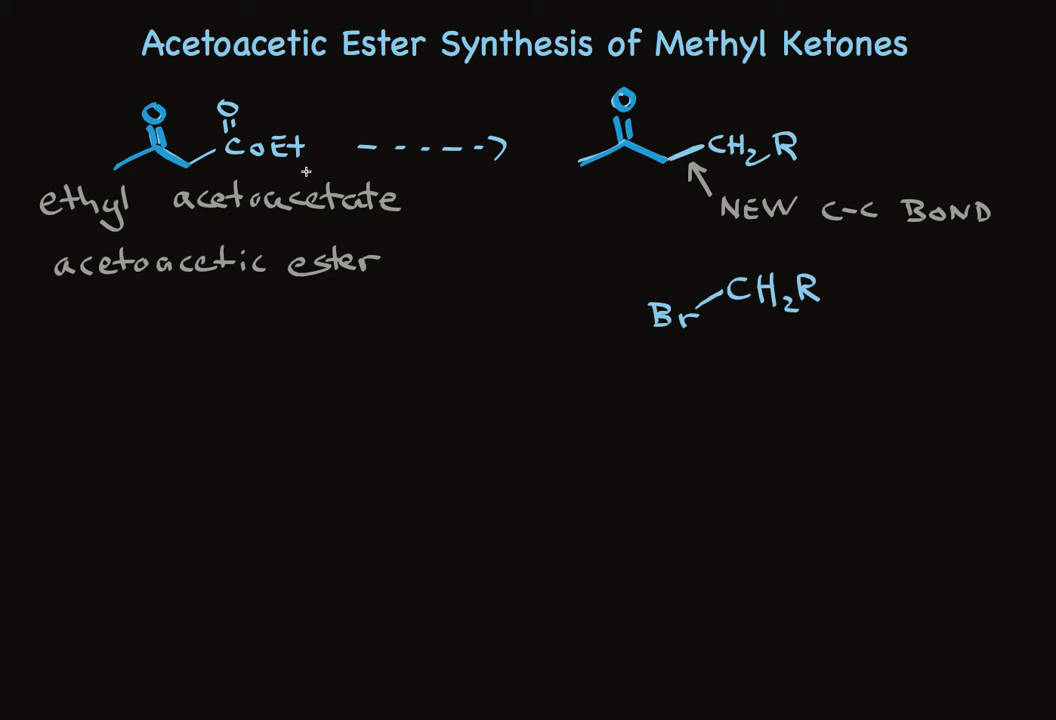 Acetoacetic Ester Synthesis of Methyl Ketones
O O O
COEt CH2R
ethyl acetoacetate NEW C-C BOND
acetoacetic ester
Br CH2R